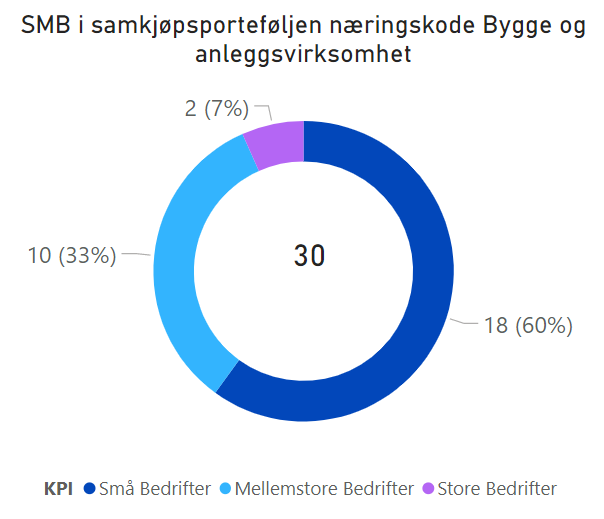 SMB i samkjøpsporteføljen næringskode Bygge og
anleggsvirksomhet
2 (7%)
10 (33%)
30
18 (60%)
KPI Små Bedrifter Mellemstore Bedrifter Store Bedrifter